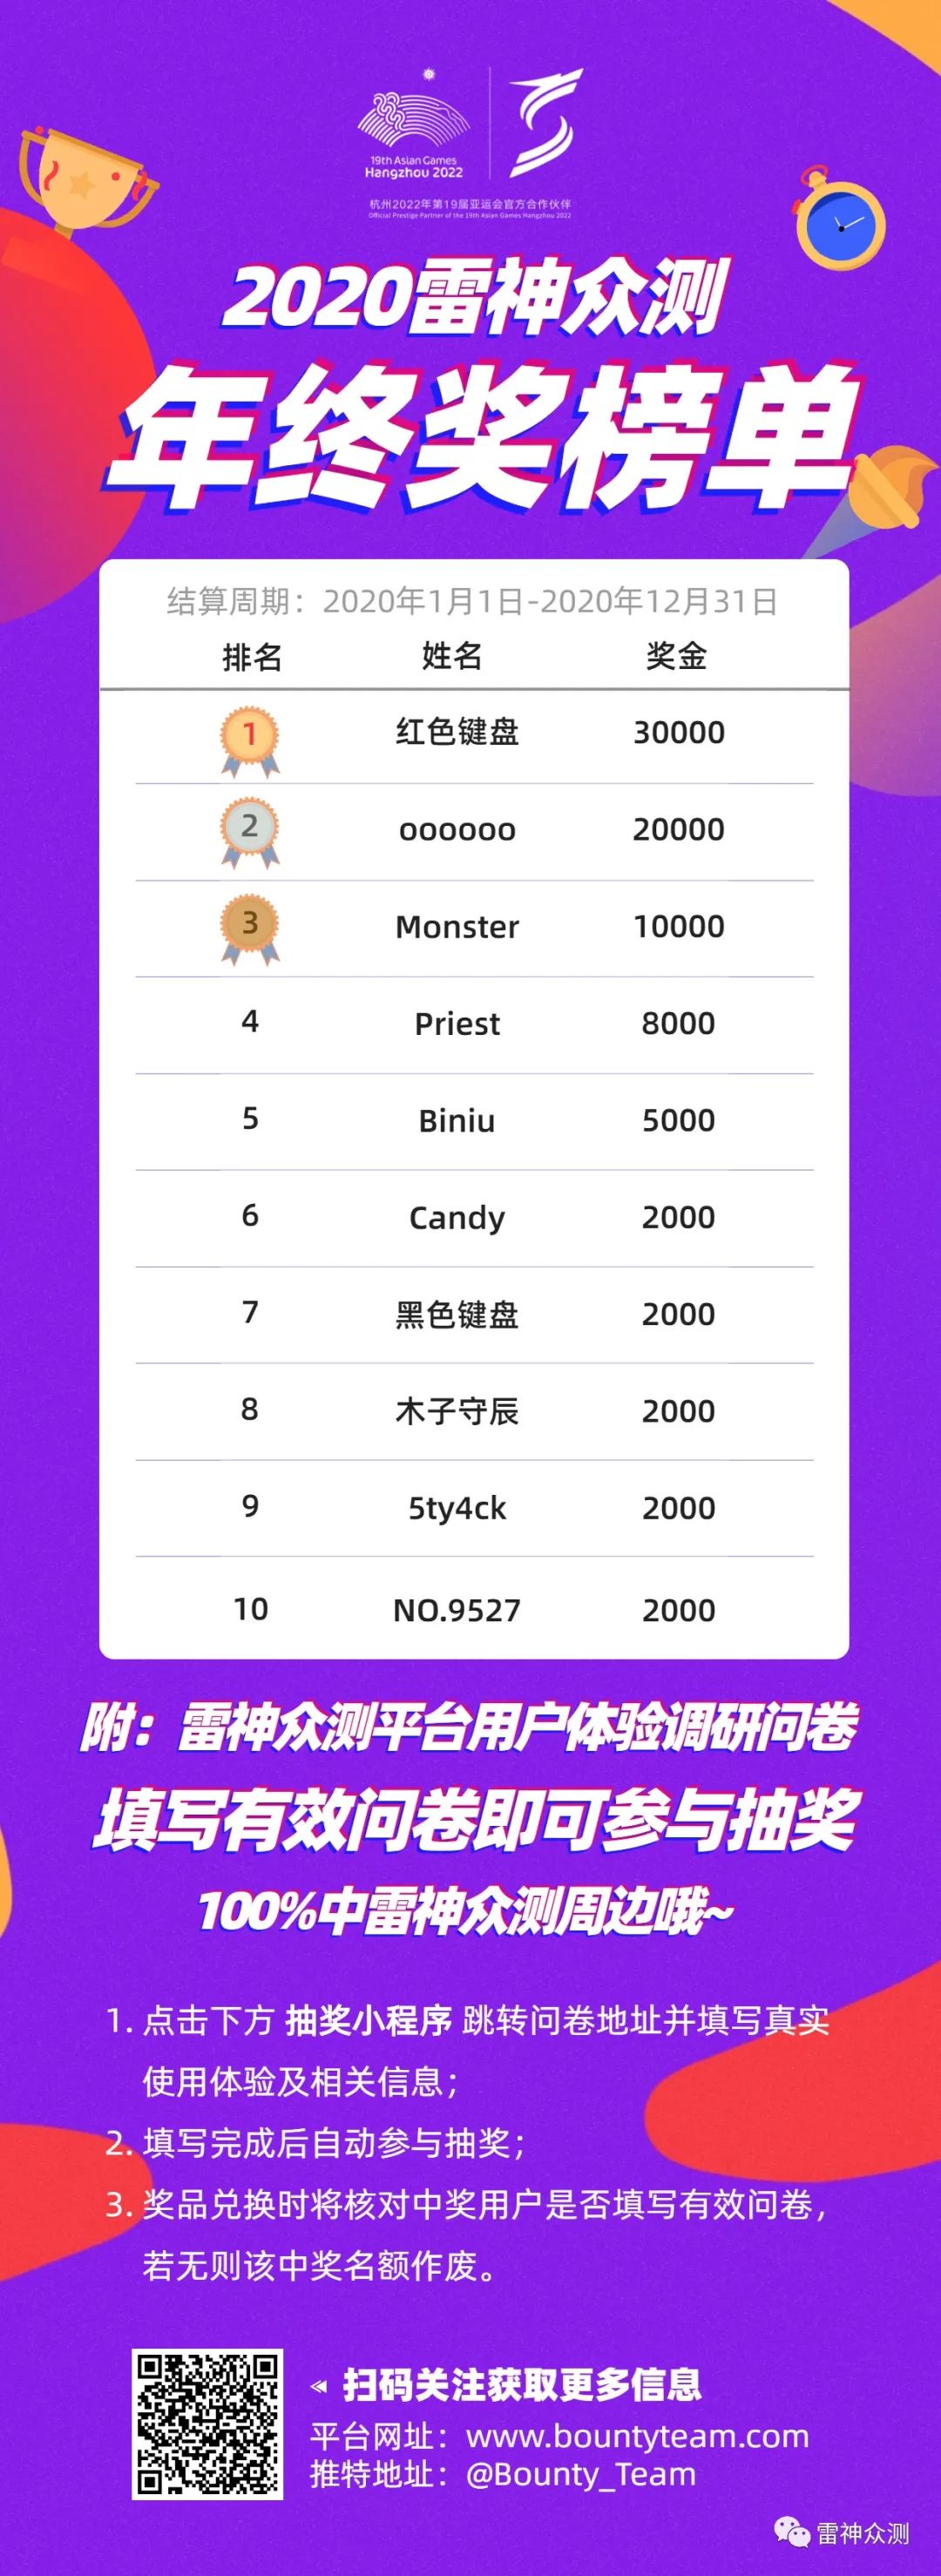 19th Asian Games
Hangzhou 2022
杭州2022年第19届亚运会官方合作伙伴
Official Prestige Partner of the 19th Asian Games Hangzhou 2022
2020雷神众测
年终奖榜单
结算周期：2020年1月1日-2020年12月31日
排名 姓名 奖金
1 红色键盘 30000
2 oooooo 20000
3 Monster 10000
4 Priest 8000
5 Biniu 5000
6 Candy 2000
7 黑色键盘 2000
8 木子守辰 2000
9 5ty4ck 2000
10 NO.9527 2000
附：雷神众测平台用户体验调研问卷
填写有效问卷即可参与抽奖
100%中雷神众测周边哦~
1. 点击下方 抽奖小程序 跳转问卷地址并填写真实
使用体验及相关信息；
2. 填写完成后自动参与抽奖；
3. 奖品兑换时将核对中奖用户是否填写有效问卷，
若无则该中奖名额作废。
扫码关注获取更多信息
平台网址：www.bountyteam.com
推特地址：@Bounty_Team
雷神众测